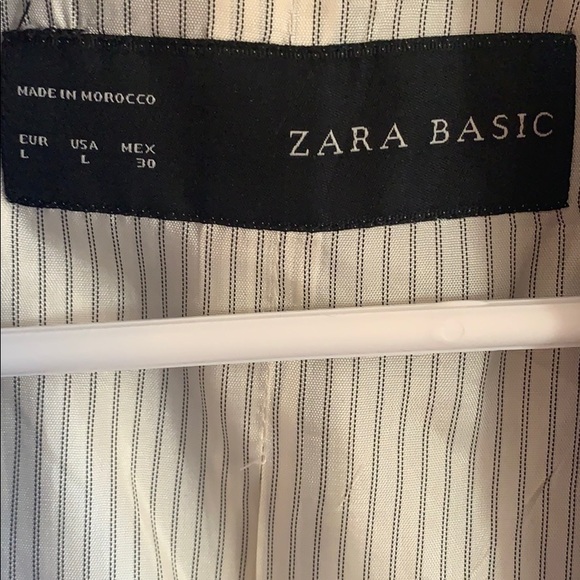 MADE IN MOROCCO
EUR USA MEX
L L 30
ZARA BASIC